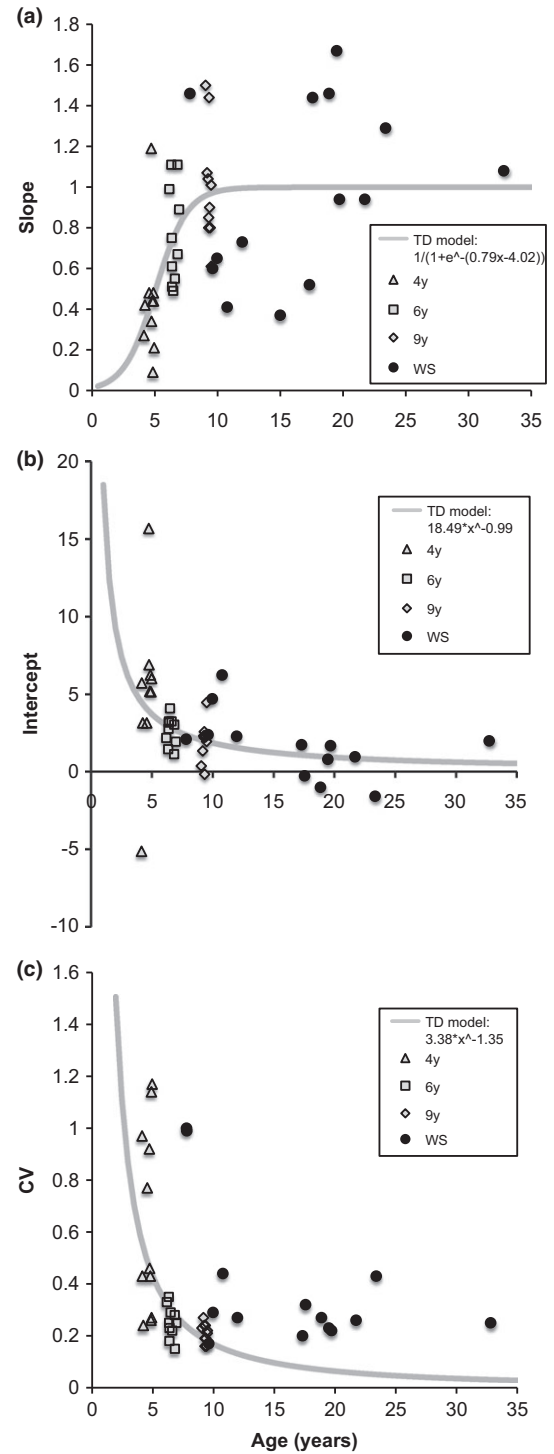 (a)
1.8
1.6
1.4
1.2
1
0.8
0.6
0.4
0.2
0
Slope
0 5 10 15 20 25 30 35
TD model:
1/(1+e^-(0.79x-4.02))
4y
6y
9y
WS
(b)
20
15
10
5
0
-5
-10
Intercept
0 5 10 15 20 25 30 35
TD model:
18.49*x^-0.99
4y
6y
9y
WS
(c)
1.6
1.4
1.2
1
0.8
0.6
0.4
0.2
0
CV
0 5 10 15 20 25 30 35
Age (years)
TD model:
3.38*x^-1.35
4y
6y
9y
WS